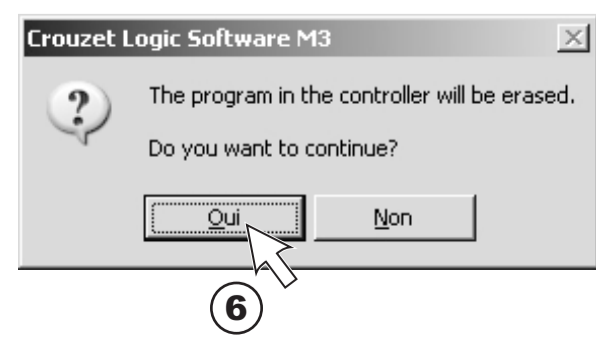 Crouzet Logic Software M3
The program in the controller will be erased.
Do you want to continue?
Oui Non
6